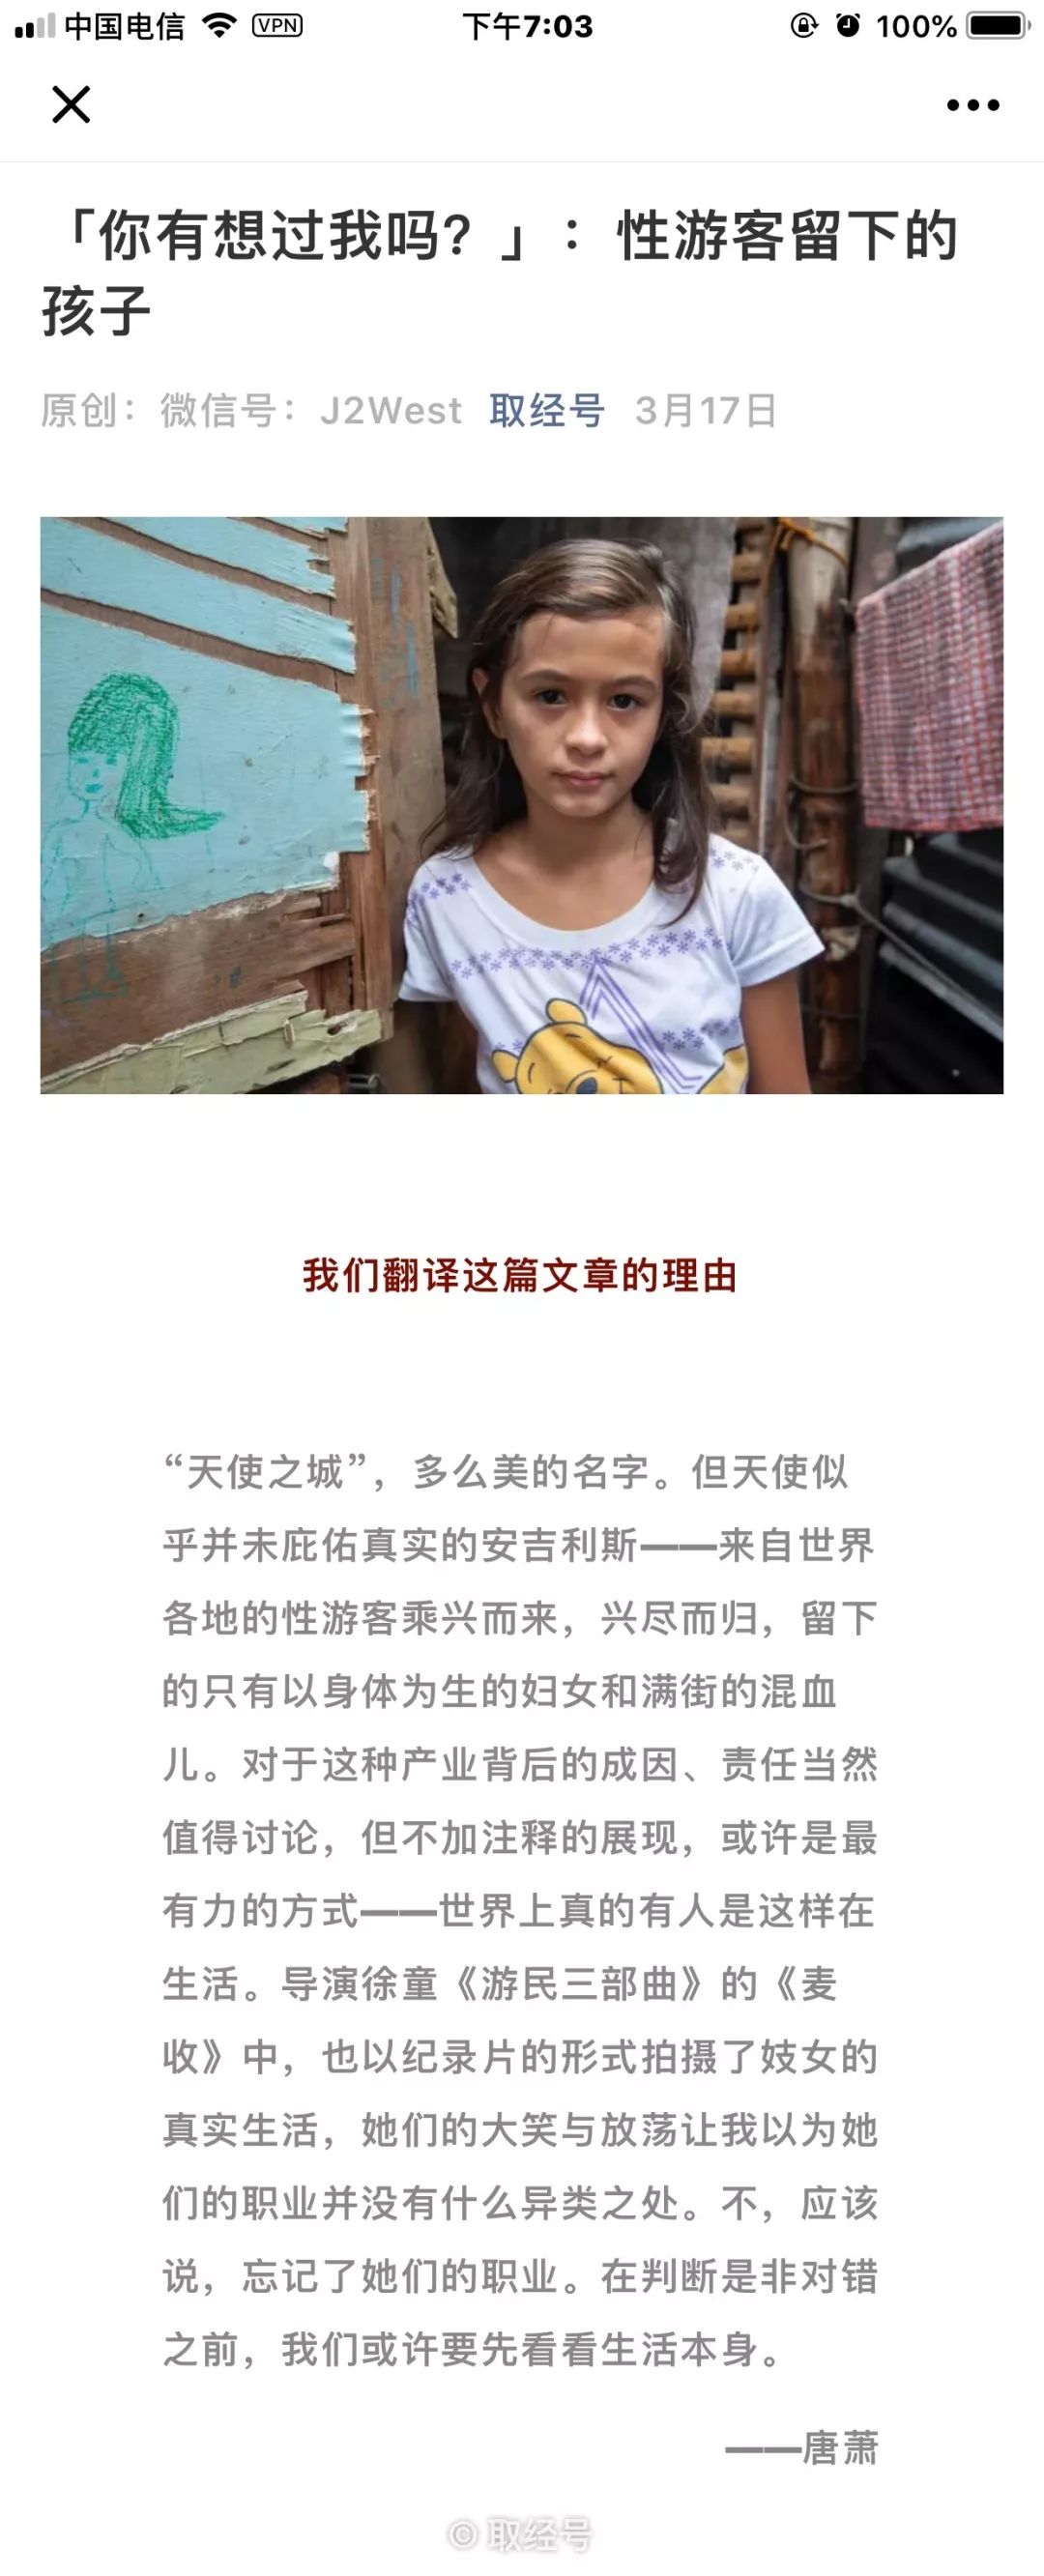 中国电信 VPN 下午7:03 100%
「你有想过我吗？」：性游客留下的
孩子
原创：微信号：J2West 取经号 3月17日
我们翻译这篇文章的理由
“天使之城”，多么美的名字。但天使似
乎并未庇佑真实的安吉利斯——来自世界
各地的性游客乘兴而来，兴尽而归，留下
的只有以身体为生的妇女和满街的混血
儿。对于这种产业背后的成因、责任当然
值得讨论，但不加注释的展现，或许是最
有力的方式——世界上真的有人是这样在
生活。导演徐童《游民三部曲》的《麦
收》中，也以纪录片的形式拍摄了妓女的
真实生活，她们的大笑与放荡让我以为她
们的职业并没有什么异类之处。不，应该
说，忘记了她们的职业。在判断是非对错
之前，我们或许要先看看生活本身。
——唐萧
© 取经号